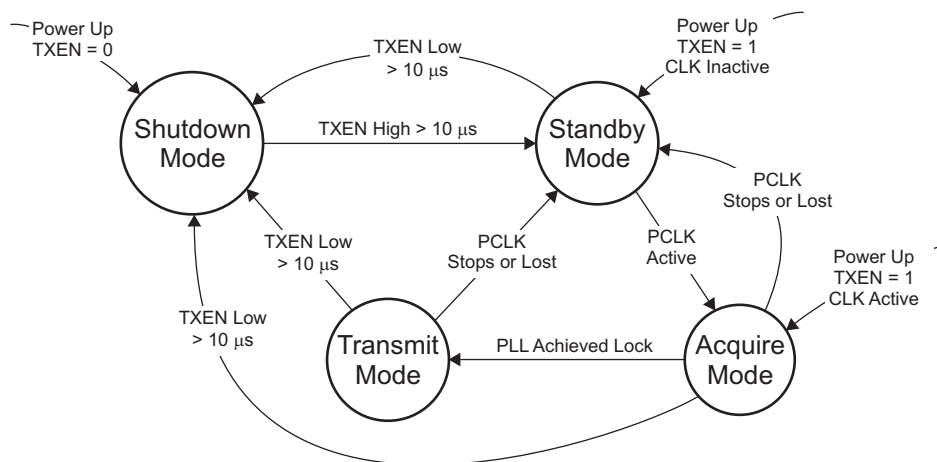 Power Up
TXEN = 0
TXEN Low
> 10 μs
Power Up
TXEN = 1
CLK Inactive
Shutdown
Mode
TXEN High > 10 μs
Standby
Mode
PCLK
Stops or Lost
TXEN Low
> 10 μs
PCLK
Stops or Lost
PCLK
Active
Power Up
TXEN = 1
CLK Active
TXEN Low
> 10 μs
Transmit
Mode
PLL Achieved Lock
Acquire
Mode